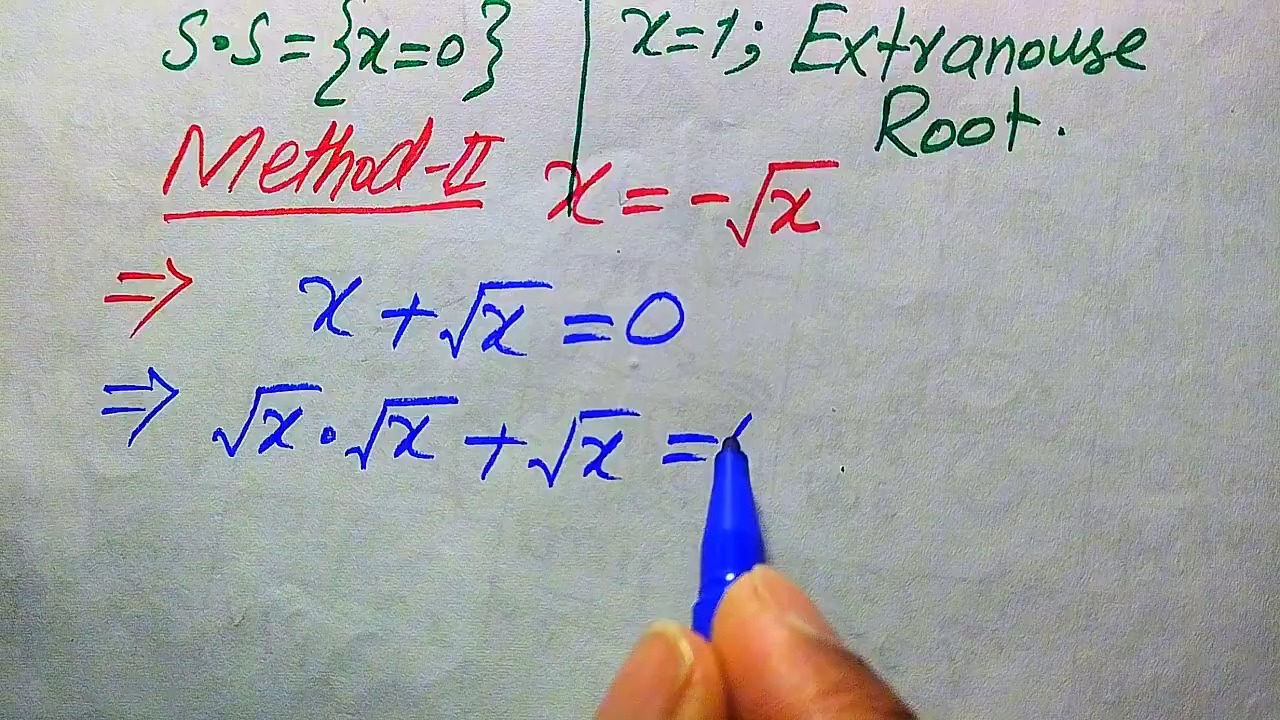 S.S={x=0} x=1; Extranouse
Root.
Method-II x=-√x
⇒ x+√x=0
⇒ √x·√x+√x=